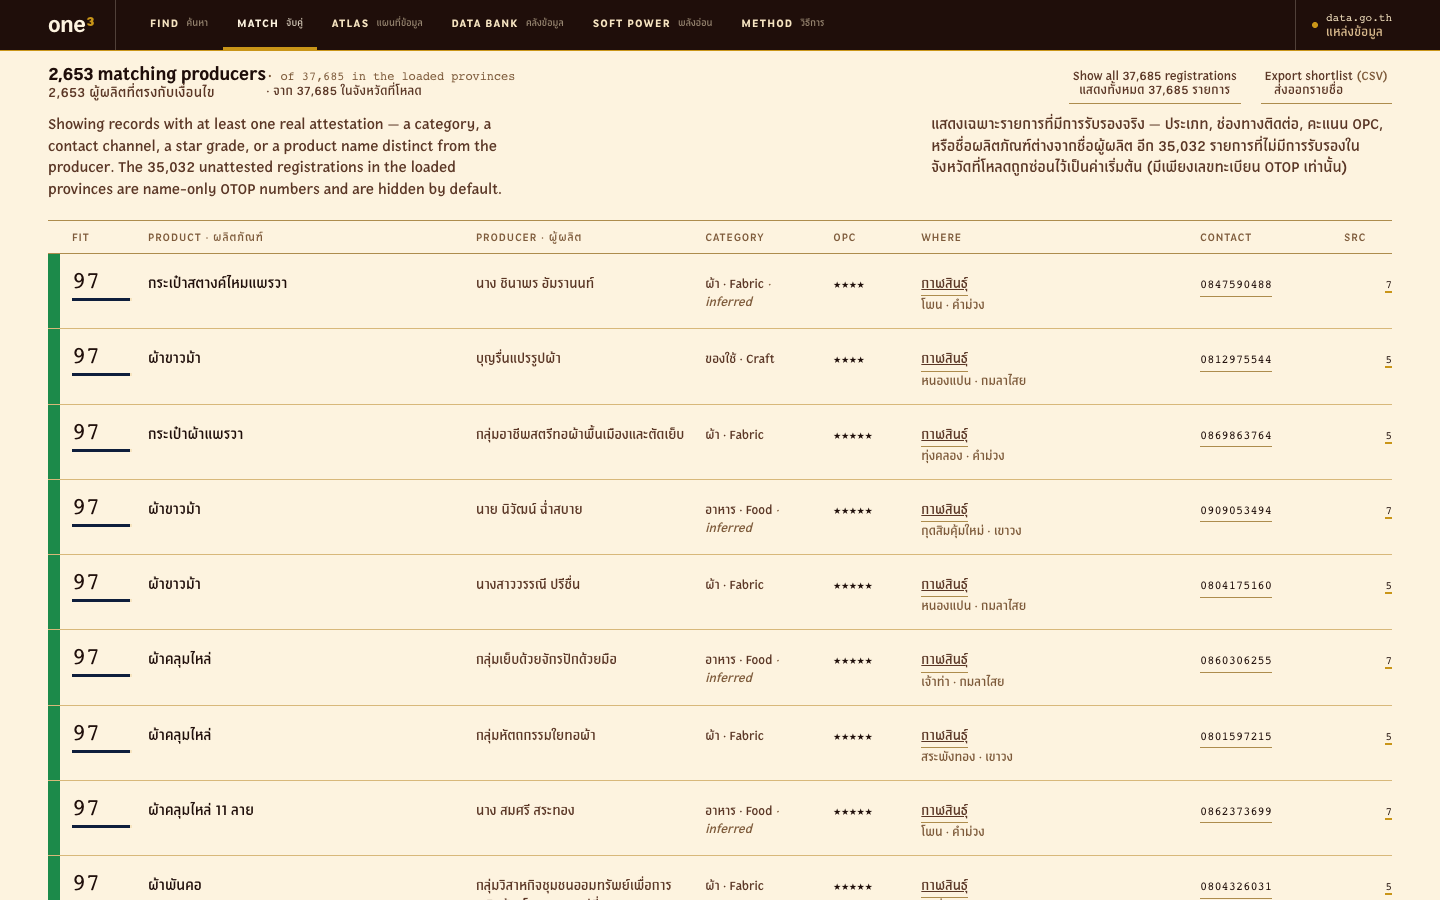 one³
FIND ค้นหา
MATCH จับคู่
ATLAS แผนที่ข้อมูล
DATA BANK คลังข้อมูล
SOFT POWER พลังอ่อน
METHOD วิธีการ
data.go.th
แหล่งข้อมูล
2,653 matching producers · of 37,685 in the loaded provinces
2,653 ผู้ผลิตที่ตรงกับเงื่อนไข · จาก 37,685 ในจังหวัดที่โหลด
Show all 37,685 registrations
แสดงทั้งหมด 37,685 รายการ
Export shortlist (CSV)
ส่งออกรายชื่อ
Showing records with at least one real attestation — a category, a
contact channel, a star grade, or a product name distinct from the
producer. The 35,032 unattested registrations in the loaded
provinces are name-only OTOP numbers and are hidden by default.
แสดงเฉพาะรายการที่มีการรับรองจริง — ประเภท, ช่องทางติดต่อ, คะแนน OPC,
หรือชื่อผลิตภัณฑ์ต่างจากชื่อผู้ผลิต อีก 35,032 รายการที่ไม่มีการรับรองใน
จังหวัดที่โหลดถูกซ่อนไว้เป็นค่าเริ่มต้น (มีเพียงเลขทะเบียน OTOP เท่านั้น)
FIT PRODUCT · ผลิตภัณฑ์ PRODUCER · ผู้ผลิต CATEGORY OPC WHERE CONTACT SRC
97 กระเป๋าสตางค์ไหมแพรวา นาง ชินาพร อัมรานนท์ ผ้า · Fabric · ★★★★ กาฬสินธุ์ 0847590488 7
inferred โพน · คำม่วง
97 ผ้าขาวม้า บุญรื่นแปรรูปผ้า ของใช้ · Craft ★★★★ กาฬสินธุ์ 0812975544 5
หนองแปน · กมลาไสย
97 กระเป๋าผ้าแพรวา กลุ่มอาชีพสตรีทอผ้าพื้นเมืองและตัดเย็บ ผ้า · Fabric ★★★★★ กาฬสินธุ์ 0869863764 5
ทุ่งคลอง · คำม่วง
97 ผ้าขาวม้า นาย นิวัฒน์ ฉ่ำสบาย อาหาร · Food · ★★★★★ กาฬสินธุ์ 0909053494 7
inferred กุดสิมคุ้มใหม่ · เขาวง
97 ผ้าขาวม้า นางสาววรรณี ปรีชื่น ผ้า · Fabric ★★★★★ กาฬสินธุ์ 0804175160 5
หนองแปน · กมลาไสย
97 ผ้าคลุมไหล่ กลุ่มเย็บด้วยจักรปักด้วยมือ อาหาร · Food · ★★★★★ กาฬสินธุ์ 0860306255 7
inferred เจ้าท่า · กมลาไสย
97 ผ้าคลุมไหล่ กลุ่มหัตถกรรมใยทอผ้า ผ้า · Fabric ★★★★★ กาฬสินธุ์ 0801597215 5
สระพังทอง · เขาวง
97 ผ้าคลุมไหล่ 11 ลาย นาง สมศรี สระทอง อาหาร · Food · ★★★★★ กาฬสินธุ์ 0862373699 7
inferred โพน · คำม่วง
97 ผ้าพันคอ กลุ่มวิสาหกิจชุมชนออมทรัพย์เพื่อการ ผ้า · Fabric ★★★★★ กาฬสินธุ์ 0804326031 5